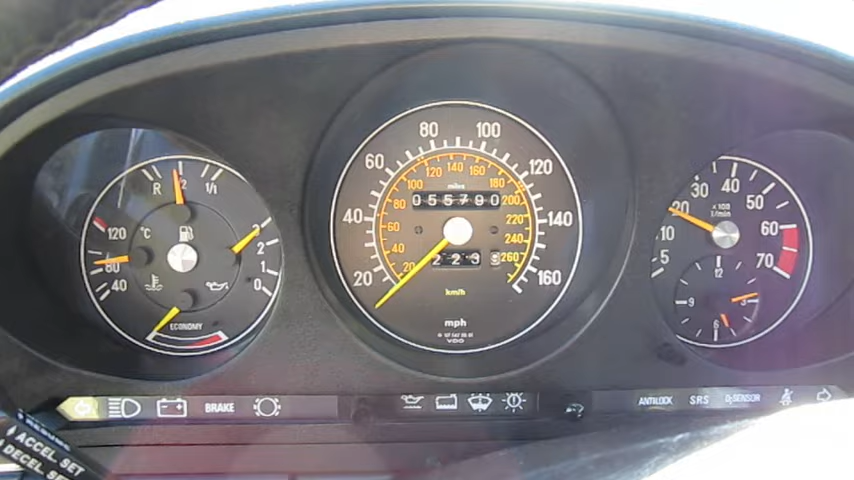 R 1/2 1/1
120 °C
80
40
3
2
1
0
ECONOMY
20 40 60 80 100 120 140 160
20 40 60 80 100 120 140 160 180 200 220 240 260
miles
055790
229 8
km/h
mph
VDO
5 10 20 30 40 50 60 70
x100
1/min
12
3
6
9
BRAKE
ANTILOCK SRS O₂-SENSOR
RESUME
ACCEL. SET
DECEL. SET